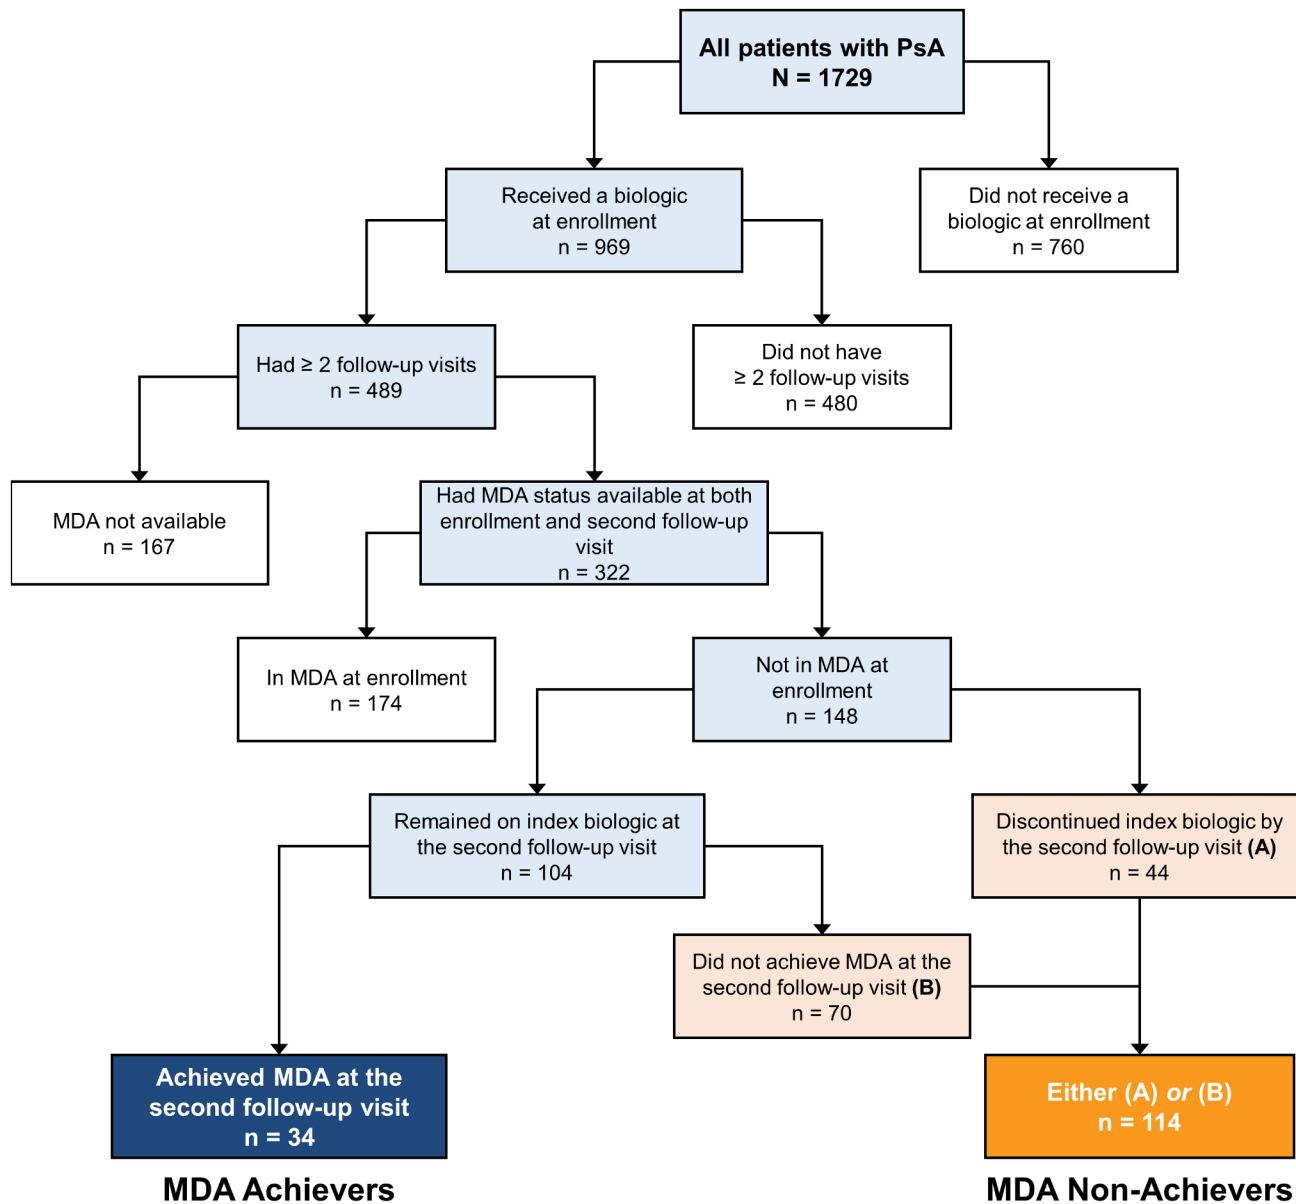 All patients with PsA
N = 1729
Received a biologic
at enrollment
n = 969
Did not receive a
biologic at enrollment
n = 760
Had ≥ 2 follow-up visits
n = 489
Did not have
≥ 2 follow-up visits
n = 480
MDA not available
n = 167
Had MDA status available at both
enrollment and second follow-up
visit
n = 322
In MDA at enrollment
n = 174
Not in MDA at
enrollment
n = 148
Remained on index biologic at
the second follow-up visit
n = 104
Discontinued index biologic by
the second follow-up visit (A)
n = 44
Did not achieve MDA at the
second follow-up visit (B)
n = 70
Achieved MDA at the
second follow-up visit
n = 34
Either (A) or (B)
n = 114
MDA Achievers
MDA Non-Achievers